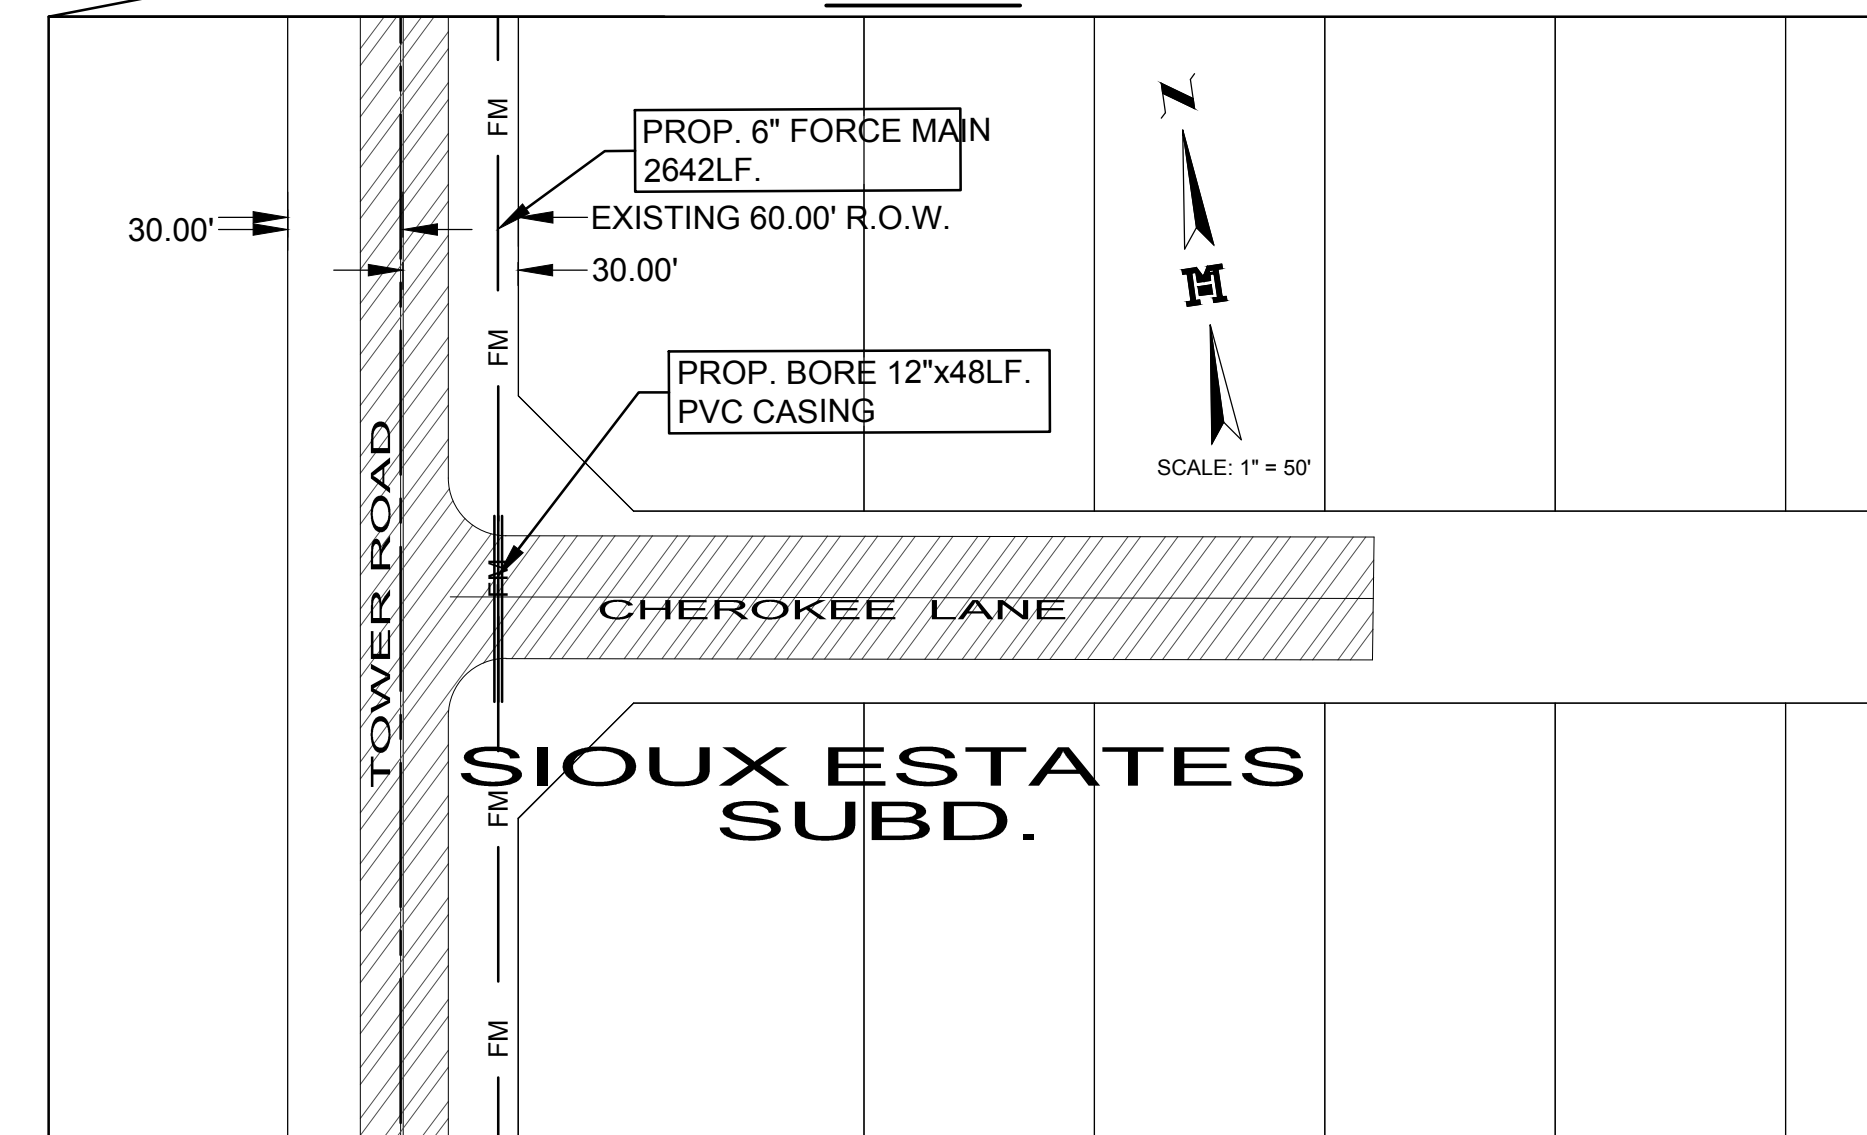 N
FM
PROP. 6" FORCE MAIN
2642LF.
30.00'
EXISTING 60.00' R.O.W.
30.00'
FM
PROP. BORE 12"x48LF.
PVC CASING
SCALE: 1" = 50'
TOWER ROAD
FM
CHEROKEE LANE
SIOUX ESTATES
SUBD.
FM
FM